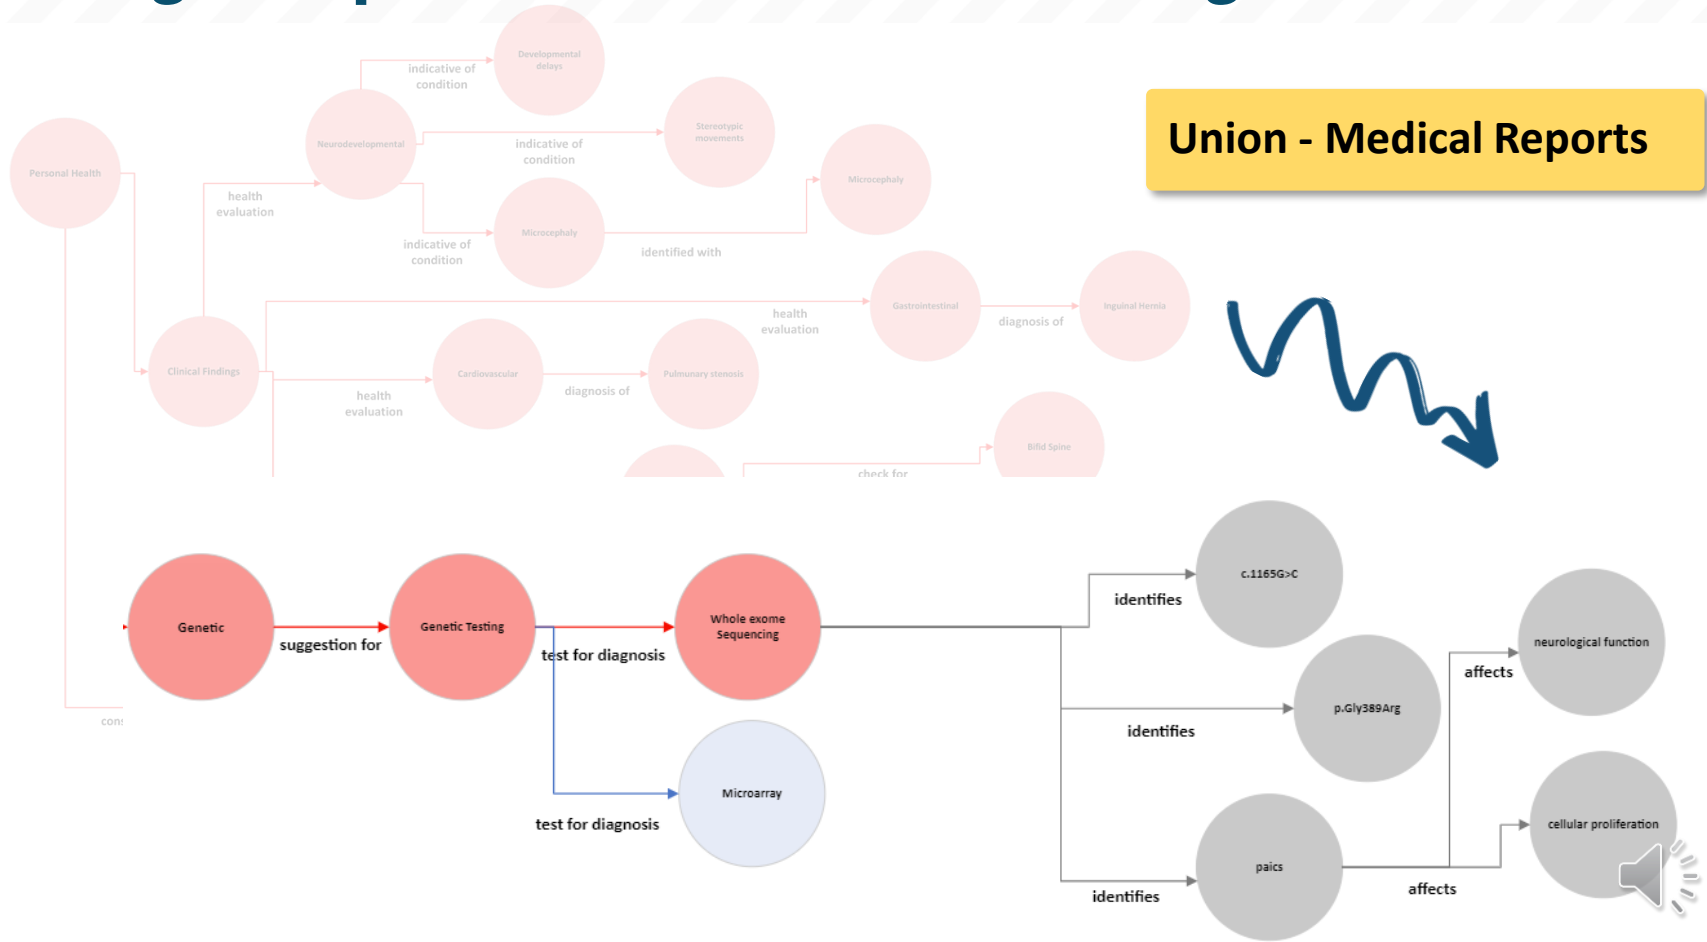 Developmental
delays
indicative of
condition
Union - Medical Reports
Stereotypic
movements
Neurodevelopmental
indicative of
condition
Personal Health
Microcephaly
health
evaluation
Microcephaly
indicative of
condition
identified with
Gastrointestinal
Inguinal Hernia
health
evaluation
diagnosis of
Clinical Findings
Cardiovascular
Pulmunary stenosis
diagnosis of
health
evaluation
Bifid Spine
check for
c.1165G>C
identifies
Genetic
suggestion for
Genetic Testing
test for diagnosis
Whole exome
Sequencing
neurological function
affects
p.Gly389Arg
identifies
cons
Microarray
test for diagnosis
cellular proliferation
paics
identifies
affects